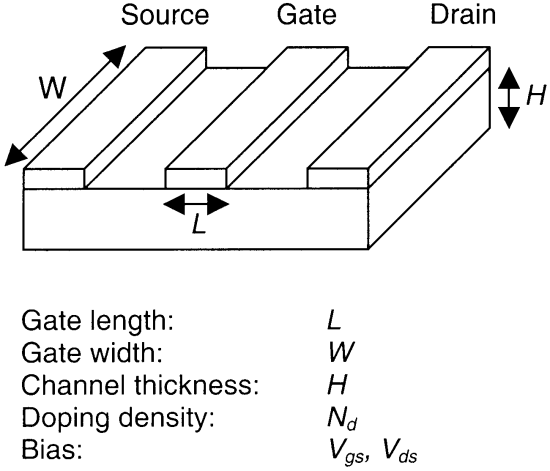 Source Gate Drain
W
H
L
Gate length: L
Gate width: W
Channel thickness: H
Doping density: N_d
Bias: V_gs, V_ds